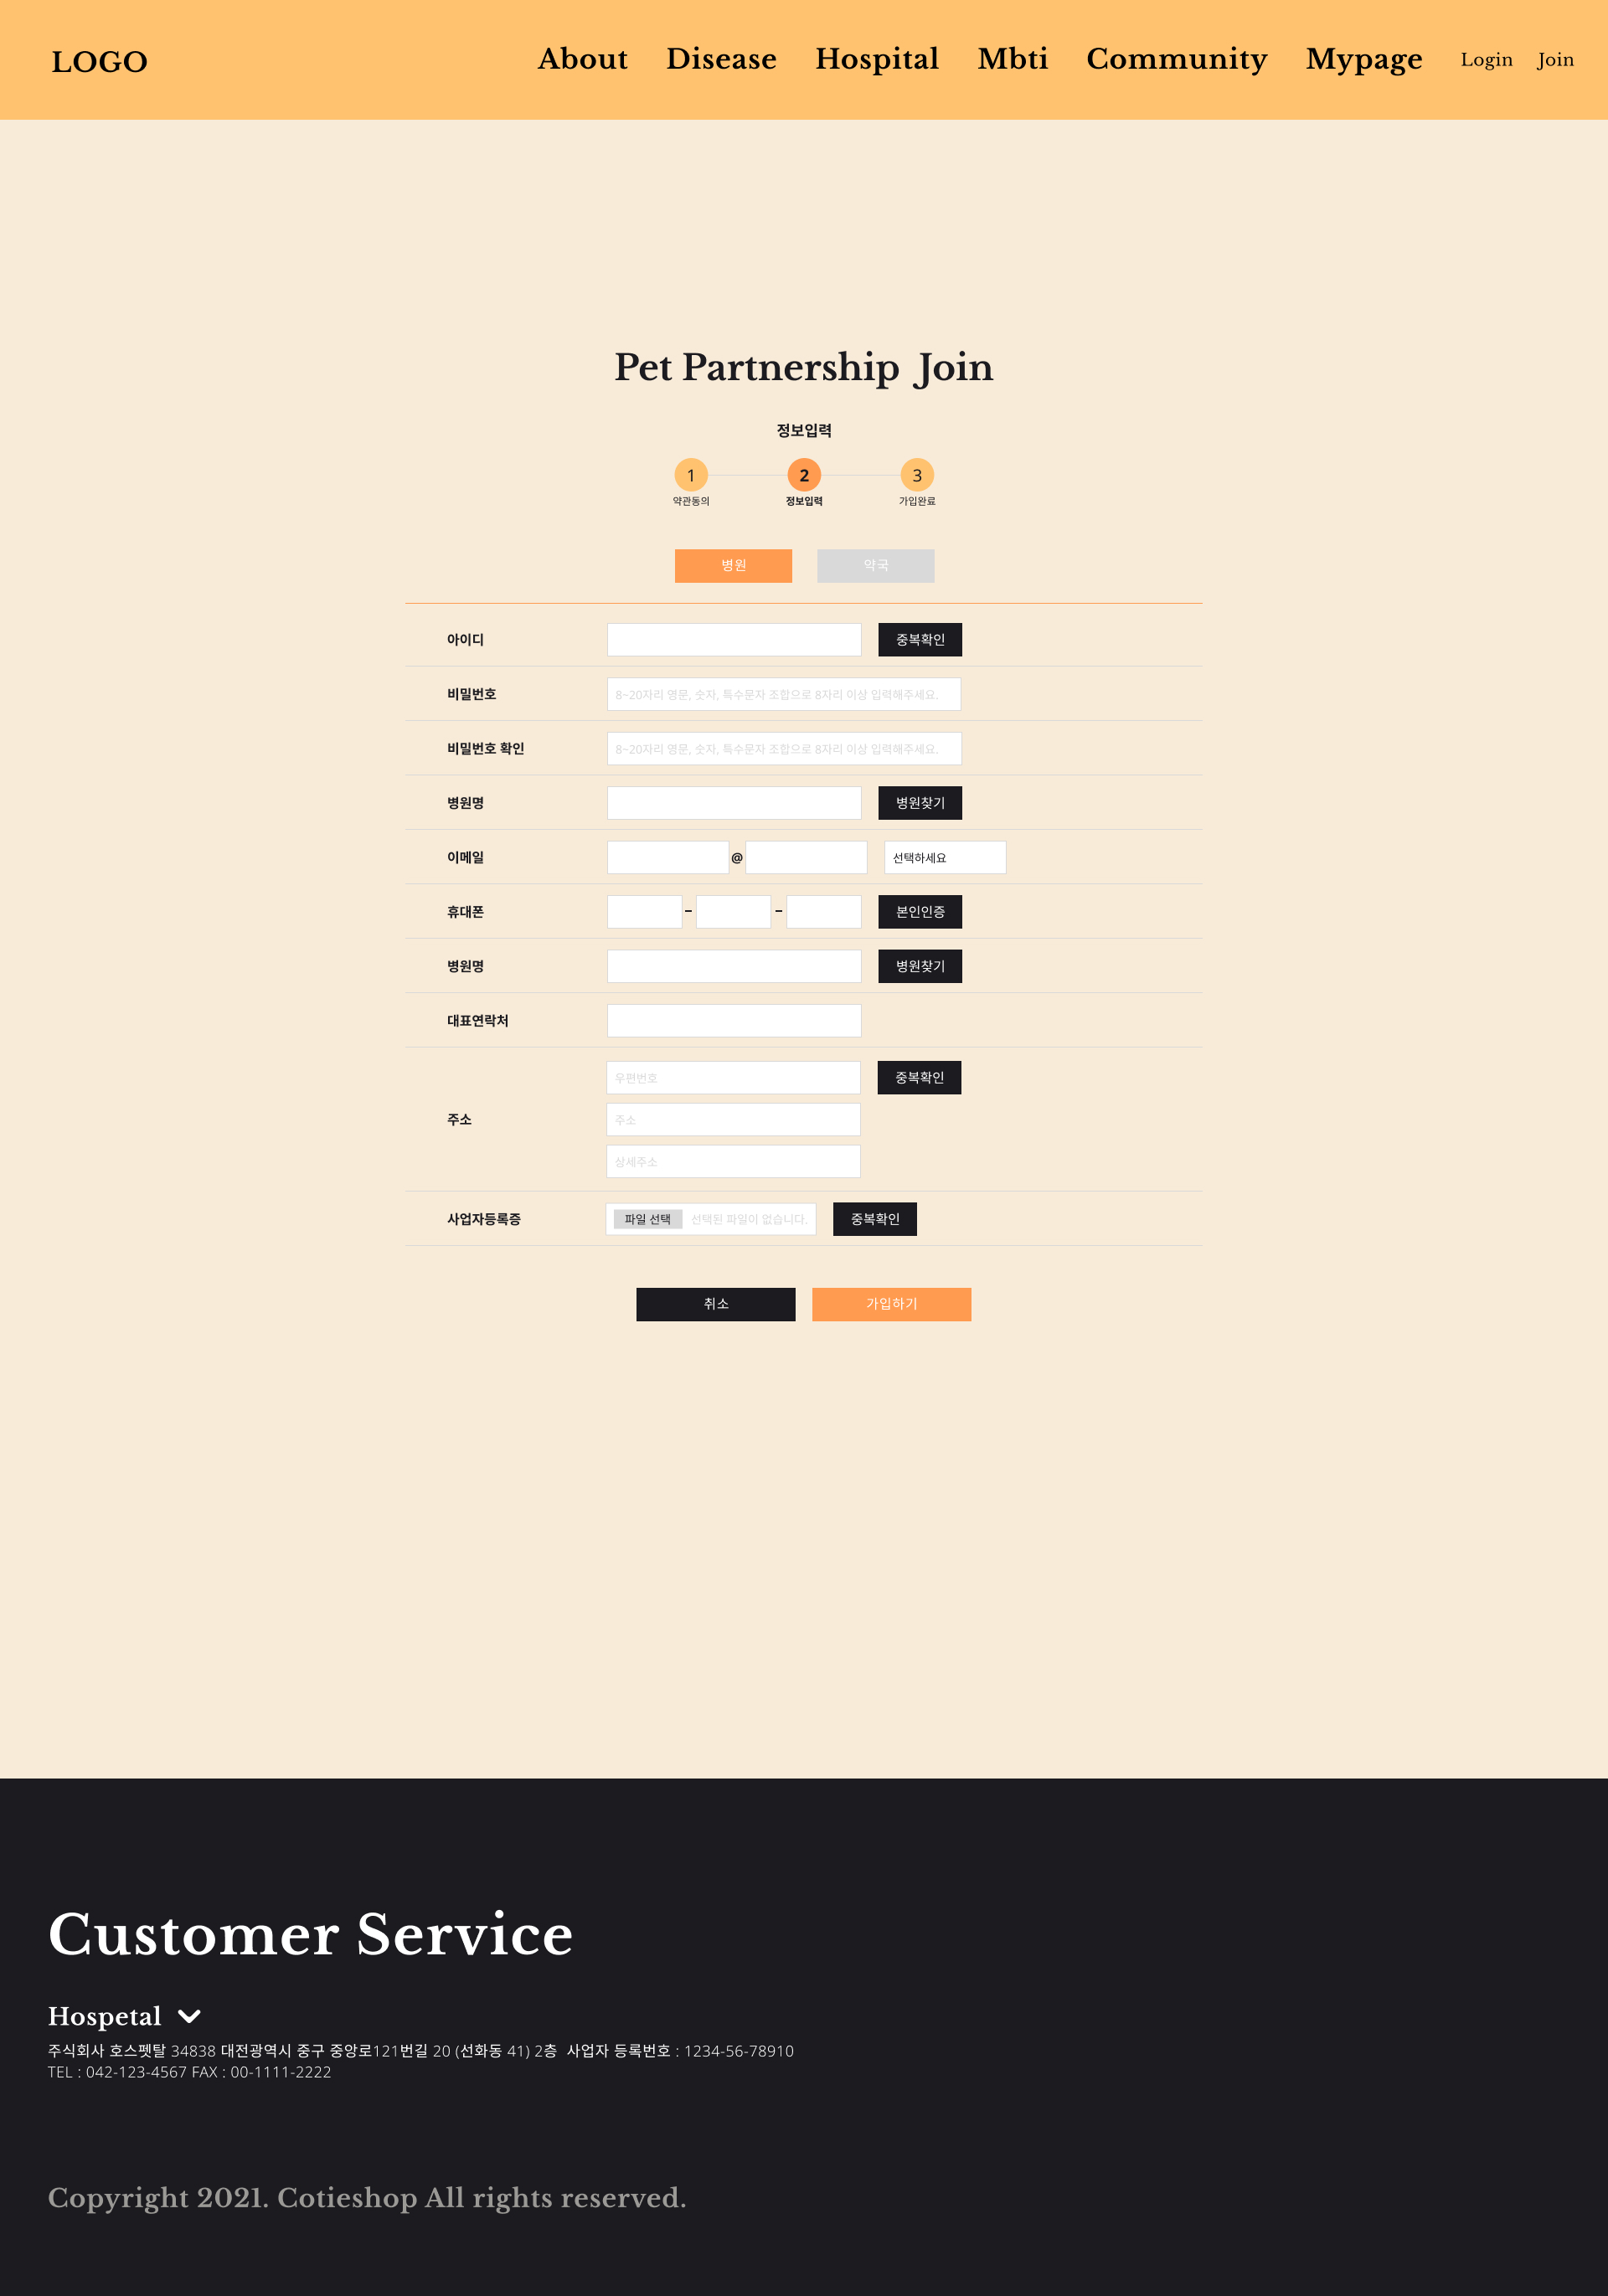 LOGO About Disease Hospital Mbti Community Mypage Login Join
Pet Partnership Join
정보입력
1 2 3
약관동의 정보입력 가입완료
병원 약국
아이디 중복확인
비밀번호 8~20자리 영문, 숫자, 특수문자 조합으로 8자리 이상 입력해주세요.
비밀번호 확인 8~20자리 영문, 숫자, 특수문자 조합으로 8자리 이상 입력해주세요.
병원명 병원찾기
이메일 @ 선택하세요
휴대폰 - - 본인인증
병원명 병원찾기
대표연락처
우편번호 중복확인
주소 주소
상세주소
사업자등록증 파일 선택 선택된 파일이 없습니다. 중복확인
취소 가입하기
Customer Service
Hospetal
주식회사 호스펫탈 34838 대전광역시 중구 중앙로121번길 20 (선화동 41) 2층 사업자 등록번호 : 1234-56-78910
TEL : 042-123-4567 FAX : 00-1111-2222
Copyright 2021. Cotieshop All rights reserved.